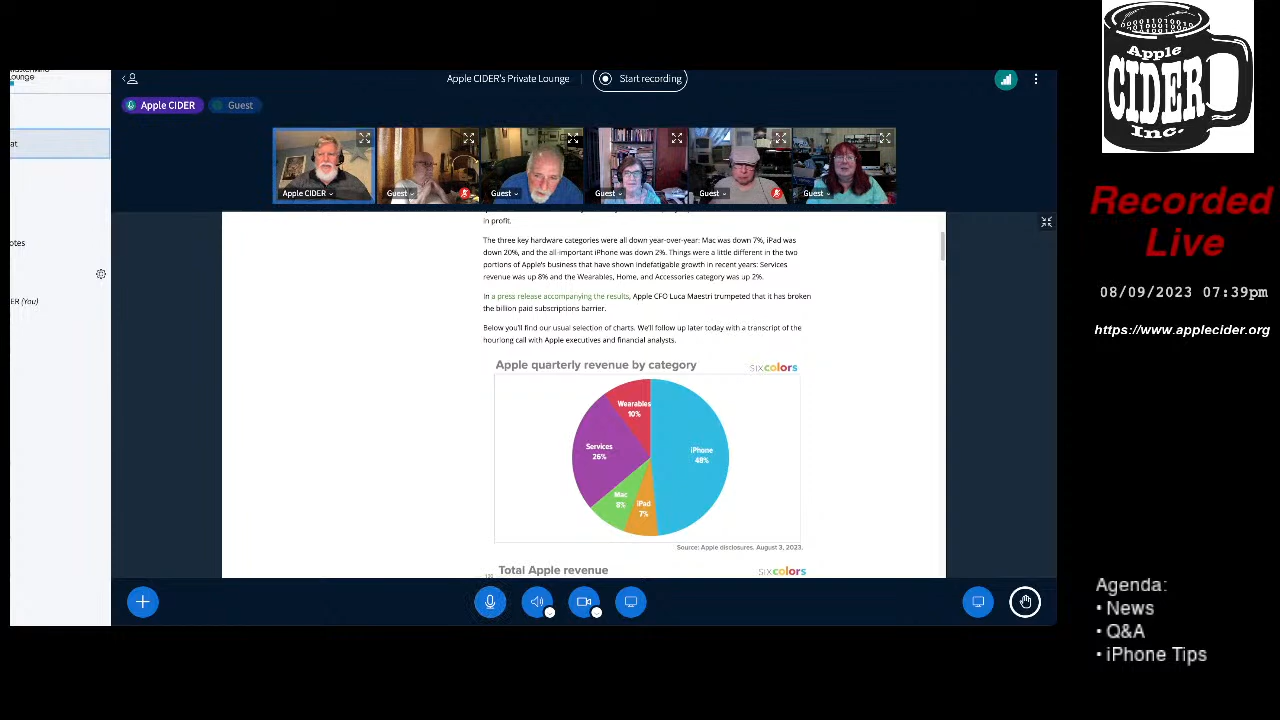 ounge
Apple CIDER's Private Lounge
Start recording
Apple CIDER
Guest
at
Apple CIDER
Guest
Guest
Guest
Guest
Guest
in profit.
The three key hardware categories were all down year-over-year: Mac was down 7%, iPad was
down 20%, and the all-important iPhone was down 2%. Things were a little different in the two
portions of Apple's business that have shown indefatigable growth in recent years: Services
revenue was up 8% and the Wearables, Home, and Accessories category was up 2%.
In a press release accompanying the results, Apple CFO Luca Maestri trumpeted that it has broken
the billion paid subscriptions barrier.
Below you'll find our usual selection of charts. We'll follow up later today with a transcript of the
hourlong call with Apple executives and financial analysts.
otes
ER (You)
Apple quarterly revenue by category
sixcolors
Wearables
10%
iPhone
48%
Services
26%
Mac
8%
iPad
7%
Source: Apple disclosures. August 3, 2023.
Total Apple revenue
sixcolors
Apple
CIDER
Inc.
Recorded
Live
08/09/2023 07:39pm
https://www.applecider.org
Agenda:
• News
• Q&A
• iPhone Tips